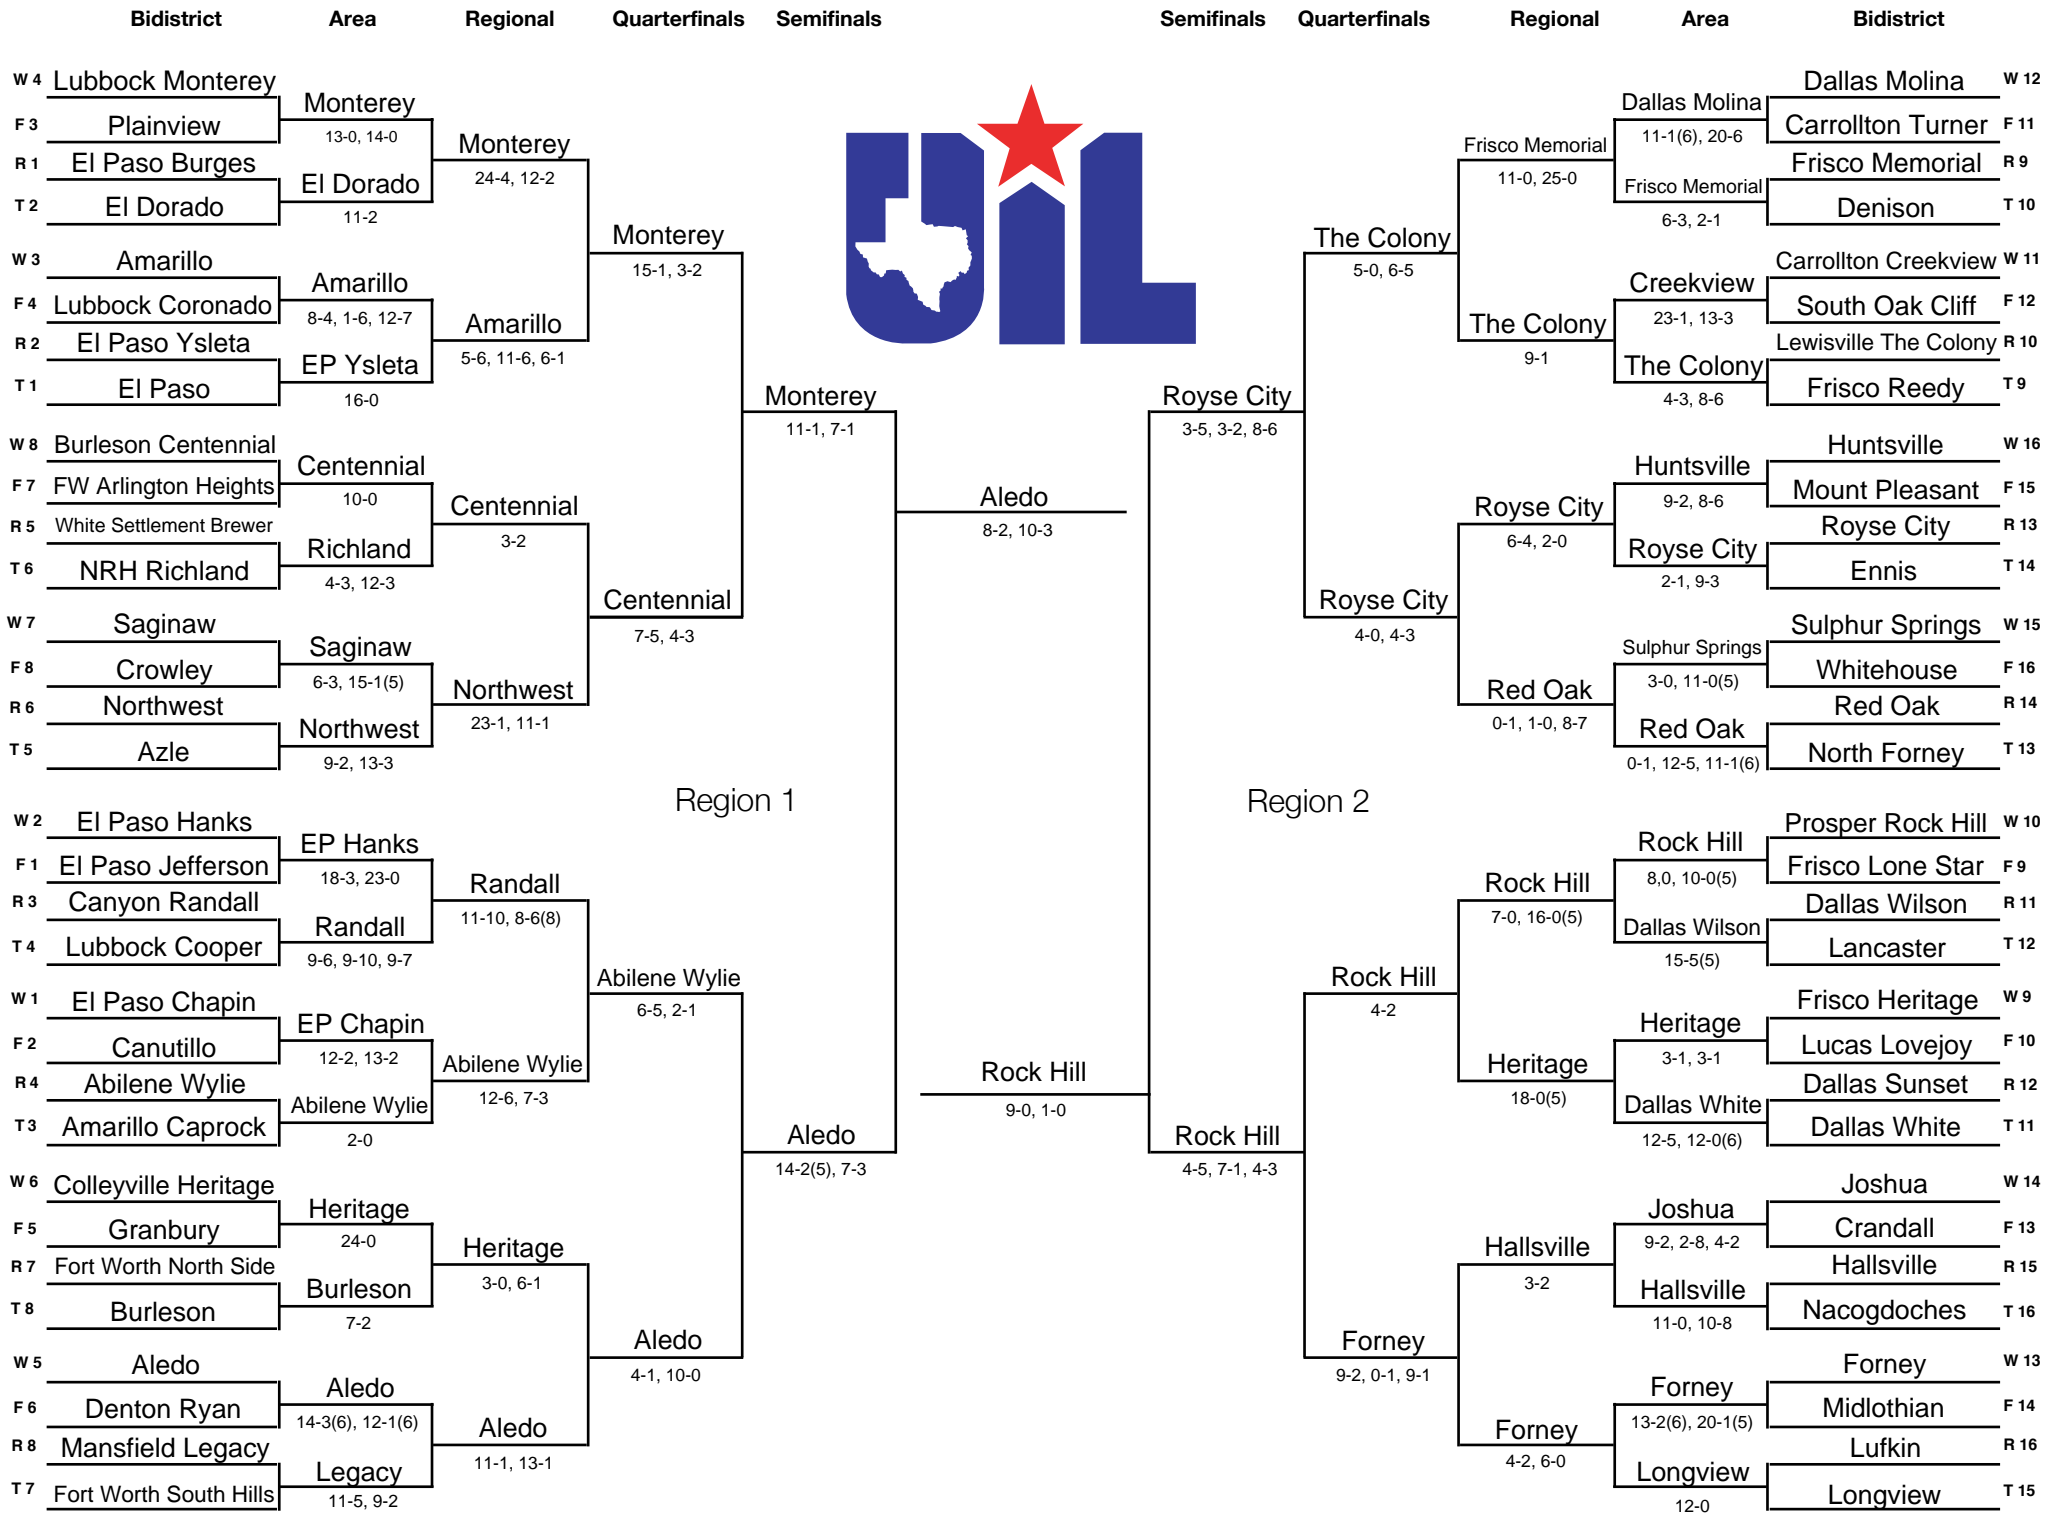 Bidistrict Area Regional Quarterfinals Semifinals Semifinals Quarterfinals Regional Area Bidistrict
W 4 Lubbock Monterey
Monterey
F 3 Plainview
13-0, 14-0
Monterey
R 1 El Paso Burges
24-4, 12-2
El Dorado
T 2 El Dorado
11-2
Monterey
15-1, 3-2
W 3 Amarillo
Amarillo
F 4 Lubbock Coronado
8-4, 1-6, 12-7
Amarillo
R 2 El Paso Ysleta
5-6, 11-6, 6-1
EP Ysleta
T 1 El Paso
16-0
Monterey
11-1, 7-1
W 8 Burleson Centennial
Centennial
F 7 FW Arlington Heights
10-0
Centennial
R 5 White Settlement Brewer
3-2
Richland
T 6 NRH Richland
4-3, 12-3
Centennial
7-5, 4-3
W 7 Saginaw
Saginaw
F 8 Crowley
6-3, 15-1(5)
Northwest
R 6 Northwest
23-1, 11-1
Northwest
T 5 Azle
9-2, 13-3
Region 1
Aledo
8-2, 10-3
W 2 El Paso Hanks
EP Hanks
F 1 El Paso Jefferson
18-3, 23-0
Randall
R 3 Canyon Randall
11-10, 8-6(8)
Randall
T 4 Lubbock Cooper
9-6, 9-10, 9-7
Abilene Wylie
6-5, 2-1
W 1 El Paso Chapin
EP Chapin
F 2 Canutillo
12-2, 13-2
Abilene Wylie
R 4 Abilene Wylie
12-6, 7-3
Abilene Wylie
T 3 Amarillo Caprock
2-0
Aledo
14-2(5), 7-3
W 6 Colleyville Heritage
Heritage
F 5 Granbury
24-0
Heritage
R 7 Fort Worth North Side
3-0, 6-1
Burleson
T 8 Burleson
7-2
Aledo
4-1, 10-0
W 5 Aledo
Aledo
F 6 Denton Ryan
14-3(6), 12-1(6)
Aledo
R 8 Mansfield Legacy
11-1, 13-1
Legacy
T 7 Fort Worth South Hills
11-5, 9-2
UIL
Dallas Molina W 12
Dallas Molina
Carrollton Turner F 11
11-1(6), 20-6
Frisco Memorial
Frisco Memorial R 9
11-0, 25-0
Frisco Memorial
Denison T 10
6-3, 2-1
The Colony
5-0, 6-5
Carrollton Creekview W 11
Creekview
South Oak Cliff F 12
23-1, 13-3
The Colony
Lewisville The Colony R 10
9-1
The Colony
Frisco Reedy T 9
4-3, 8-6
Royse City
3-5, 3-2, 8-6
Huntsville W 16
Huntsville
Mount Pleasant F 15
9-2, 8-6
Royse City
Royse City R 13
6-4, 2-0
Royse City
Ennis T 14
2-1, 9-3
Royse City
4-0, 4-3
Sulphur Springs W 15
Sulphur Springs
Whitehouse F 16
3-0, 11-0(5)
Red Oak
Red Oak R 14
0-1, 1-0, 8-7
Red Oak
North Forney T 13
0-1, 12-5, 11-1(6)
Region 2
Rock Hill
9-0, 1-0
Prosper Rock Hill W 10
Rock Hill
Frisco Lone Star F 9
8,0, 10-0(5)
Rock Hill
Dallas Wilson R 11
7-0, 16-0(5)
Dallas Wilson
Lancaster T 12
15-5(5)
Rock Hill
4-2
Frisco Heritage W 9
Heritage
Lucas Lovejoy F 10
3-1, 3-1
Heritage
Dallas Sunset R 12
18-0(5)
Dallas White
Dallas White T 11
12-5, 12-0(6)
Rock Hill
4-5, 7-1, 4-3
Joshua W 14
Joshua
Crandall F 13
9-2, 2-8, 4-2
Hallsville
Hallsville R 15
3-2
Hallsville
Nacogdoches T 16
11-0, 10-8
Forney
9-2, 0-1, 9-1
Forney W 13
Forney
Midlothian F 14
13-2(6), 20-1(5)
Forney
Lufkin R 16
4-2, 6-0
Longview
Longview T 15
12-0